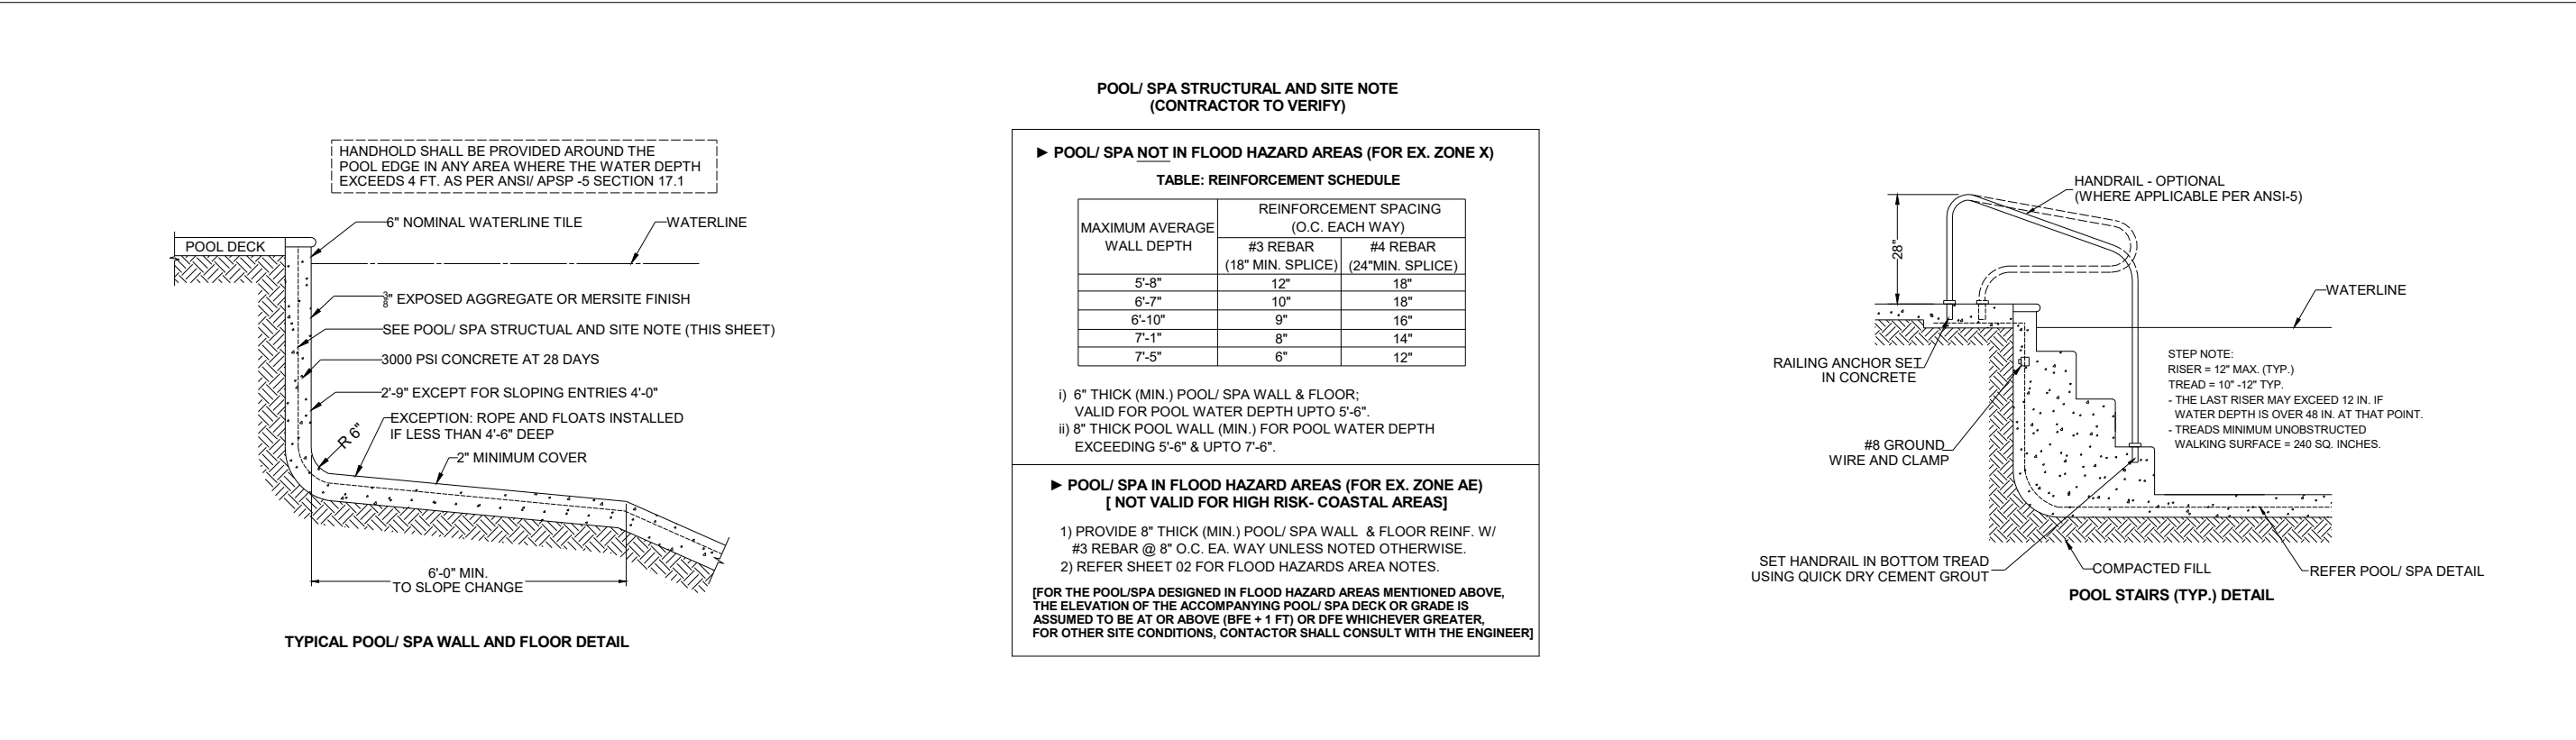 HANDHOLD SHALL BE PROVIDED AROUND THE
POOL EDGE IN ANY AREA WHERE THE WATER DEPTH
EXCEEDS 4 FT. AS PER ANSI/ APSP -5 SECTION 17.1
6" NOMINAL WATERLINE TILE
WATERLINE
POOL DECK
3/8" EXPOSED AGGREGATE OR MERSITE FINISH
SEE POOL/ SPA STRUCTUAL AND SITE NOTE (THIS SHEET)
3000 PSI CONCRETE AT 28 DAYS
2'-9" EXCEPT FOR SLOPING ENTRIES 4'-0"
EXCEPTION: ROPE AND FLOATS INSTALLED
IF LESS THAN 4'-6" DEEP
R 6"
2" MINIMUM COVER
6'-0" MIN.
TO SLOPE CHANGE
TYPICAL POOL/ SPA WALL AND FLOOR DETAIL
POOL/ SPA STRUCTURAL AND SITE NOTE
(CONTRACTOR TO VERIFY)
► POOL/ SPA NOT IN FLOOD HAZARD AREAS (FOR EX. ZONE X)
TABLE: REINFORCEMENT SCHEDULE
MAXIMUM AVERAGE
WALL DEPTH
REINFORCEMENT SPACING
(O.C. EACH WAY)
#3 REBAR
(18" MIN. SPLICE)
#4 REBAR
(24"MIN. SPLICE)
5'-8" 12" 18"
6'-7" 10" 18"
6'-10" 9" 16"
7'-1" 8" 14"
7'-5" 6" 12"
i) 6" THICK (MIN.) POOL/ SPA WALL & FLOOR;
VALID FOR POOL WATER DEPTH UPTO 5'-6".
ii) 8" THICK POOL WALL (MIN.) FOR POOL WATER DEPTH
EXCEEDING 5'-6" & UPTO 7'-6".
► POOL/ SPA IN FLOOD HAZARD AREAS (FOR EX. ZONE AE)
[ NOT VALID FOR HIGH RISK- COASTAL AREAS]
1) PROVIDE 8" THICK (MIN.) POOL/ SPA WALL & FLOOR REINF. W/
#3 REBAR @ 8" O.C. EA. WAY UNLESS NOTED OTHERWISE.
2) REFER SHEET 02 FOR FLOOD HAZARDS AREA NOTES.
[FOR THE POOL/SPA DESIGNED IN FLOOD HAZARD AREAS MENTIONED ABOVE,
THE ELEVATION OF THE ACCOMPANYING POOL/ SPA DECK OR GRADE IS
ASSUMED TO BE AT OR ABOVE (BFE + 1 FT) OR DFE WHICHEVER GREATER,
FOR OTHER SITE CONDITIONS, CONTACTOR SHALL CONSULT WITH THE ENGINEER]
HANDRAIL - OPTIONAL
(WHERE APPLICABLE PER ANSI-5)
28"
WATERLINE
RAILING ANCHOR SET
IN CONCRETE
STEP NOTE:
RISER = 12" MAX. (TYP.)
TREAD = 10" -12" TYP.
- THE LAST RISER MAY EXCEED 12 IN. IF
WATER DEPTH IS OVER 48 IN. AT THAT POINT.
- TREADS MINIMUM UNOBSTRUCTED
WALKING SURFACE = 240 SQ. INCHES.
#8 GROUND
WIRE AND CLAMP
SET HANDRAIL IN BOTTOM TREAD
USING QUICK DRY CEMENT GROUT
COMPACTED FILL
REFER POOL/ SPA DETAIL
POOL STAIRS (TYP.) DETAIL